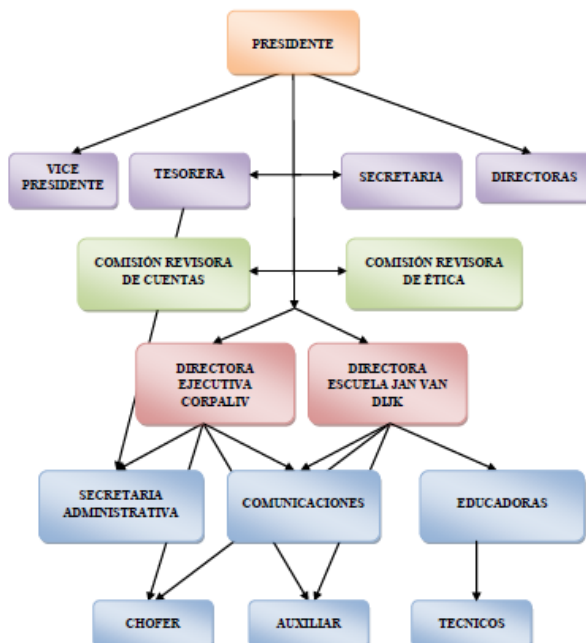 PRESIDENTE
VICE
PRESIDENTE
TESORERA
SECRETARIA
DIRECTORAS
COMISIÓN REVISORA
DE CUENTAS
COMISIÓN REVISORA
DE ÉTICA
DIRECTORA
EJECUTIVA
CORPALIV
DIRECTORA
ESCUELA JAN VAN
DIJK
SECRETARIA
ADMINISTRATIVA
COMUNICACIONES
EDUCADORAS
CHOFER
AUXILIAR
TECNICOS